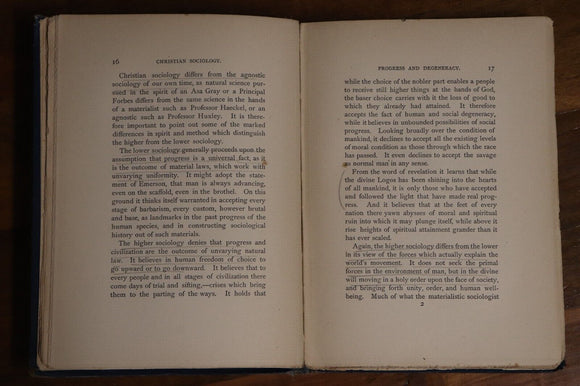 16 CHRISTIAN SOCIOLOGY.
Christian sociology differs from the agnostic
sociology of our own time, as natural science pur-
sued in the spirit of an Asa Gray or a Principal
Forbes differs from the same science in the hands
of a materialist such as Professor Haeckel, or an
agnostic such as Professor Huxley. It is there-
fore important to point out some of the marked
differences in spirit and method which distinguish
the higher from the lower sociology.
The lower sociology generally proceeds upon the
assumption that progress is a universal fact, as it
is the outcome of material laws, which work with
unvarying uniformity. It might adopt the state-
ment of Emerson, that man is always advancing,
even on the scaffold, even in the brothel. On this
ground it thinks itself warranted in accepting every
stage of barbarism, every custom, however brutal
and base, as landmarks in the past progress of the
human species, and in constructing sociological
history out of such materials.
The higher sociology denies that progress and
civilization are the outcome of unvarying natural
law. It believes in human freedom of choice to
go upward or to go downward. It believes that to
every people and in all stages of civilization there
come days of trial and sifting,—crises which bring
them to the parting of the ways. It holds that
PROGRESS AND DEGENERACY. 17
while the choice of the nobler part enables a people
to receive still higher things at the hands of God,
the baser choice carries with it the loss of good to
which they already had attained. It therefore
accepts the fact of human and social degeneracy,
while it believes in unbounded possibilities of social
progress. Looking broadly over the condition of
mankind, it declines to accept all the existing levels
of moral condition as those through which the race
has passed. It even declines to accept the savage
as normal man in any sense.
From the word of revelation it learns that while
the divine Logos has been shining into the hearts
of all mankind, it is only those who have accepted
and followed the light that have made real prog-
ress. And it believes that at the feet of every
nation there yawn abysses of moral and spiritual
ruin into which it may plunge itself, while above it
rise heights of spiritual attainment grander than it
has ever scaled.
Again, the higher sociology differs from the lower
in its view of the forces which actually explain the
world's movement. It does not seek the primal
forces in the environment of man, but in the divine
will moving in a holy order upon the face of society,
and bringing forth unity, order, and human well-
being. Much of what the materialistic sociologist
2